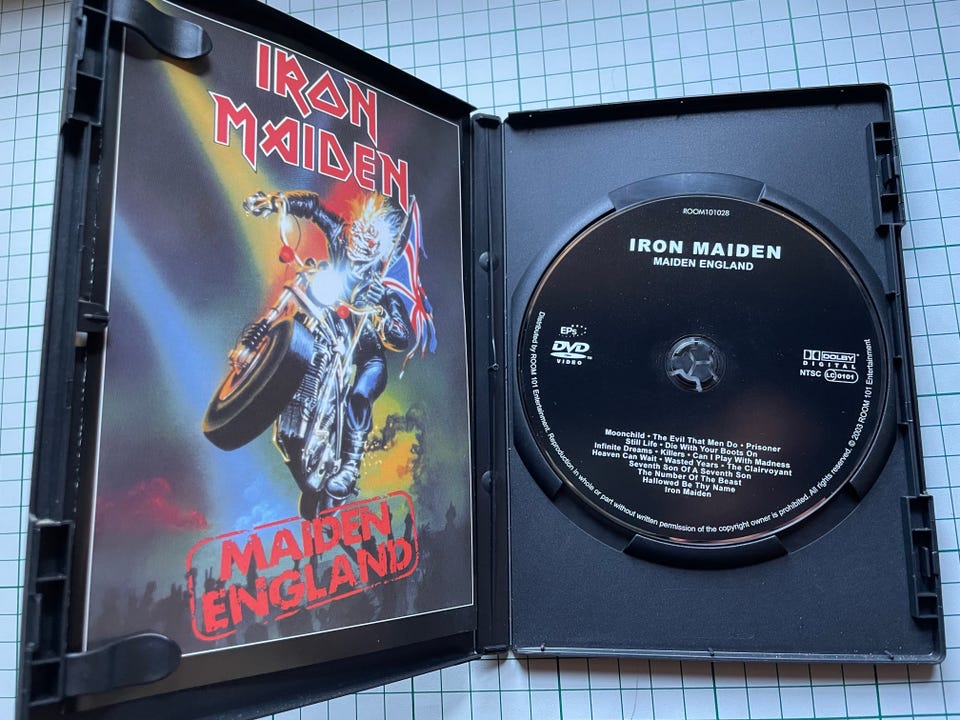 IRON
MAIDEN
MAIDEN
ENGLAND
ROOM101028
IRON MAIDEN
MAIDEN ENGLAND
EPs
DVD
VIDEO
DOLBY
DIGITAL
NTSC LC 0101
Moonchild • The Evil That Men Do • Prisoner
Still Life • Die With Your Boots On
Infinite Dreams • Killers • Can I Play With Madness
Heaven Can Wait • Wasted Years • The Clairvoyant
Seventh Son Of A Seventh Son
The Number Of The Beast
Hallowed Be Thy Name
Iron Maiden
Distributed by ROOM 101 Entertainment. Reproduction in whole or part without written permission of the copyright owner is prohibited. All rights reserved. © 2003 ROOM 101 Entertainment